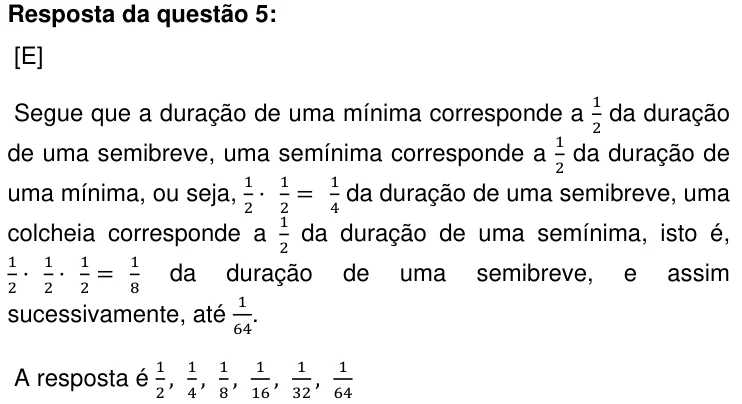 Resposta da questão 5:
[E]
Segue que a duração de uma mínima corresponde a 1/2 da duração
de uma semibreve, uma semínima corresponde a 1/2 da duração de
uma mínima, ou seja, 1/2 · 1/2 = 1/4 da duração de uma semibreve, uma
colcheia corresponde a 1/2 da duração de uma semínima, isto é,
1/2 · 1/2 · 1/2 = 1/8 da duração de uma semibreve, e assim
sucessivamente, até 1/64.
A resposta é 1/2, 1/4, 1/8, 1/16, 1/32, 1/64